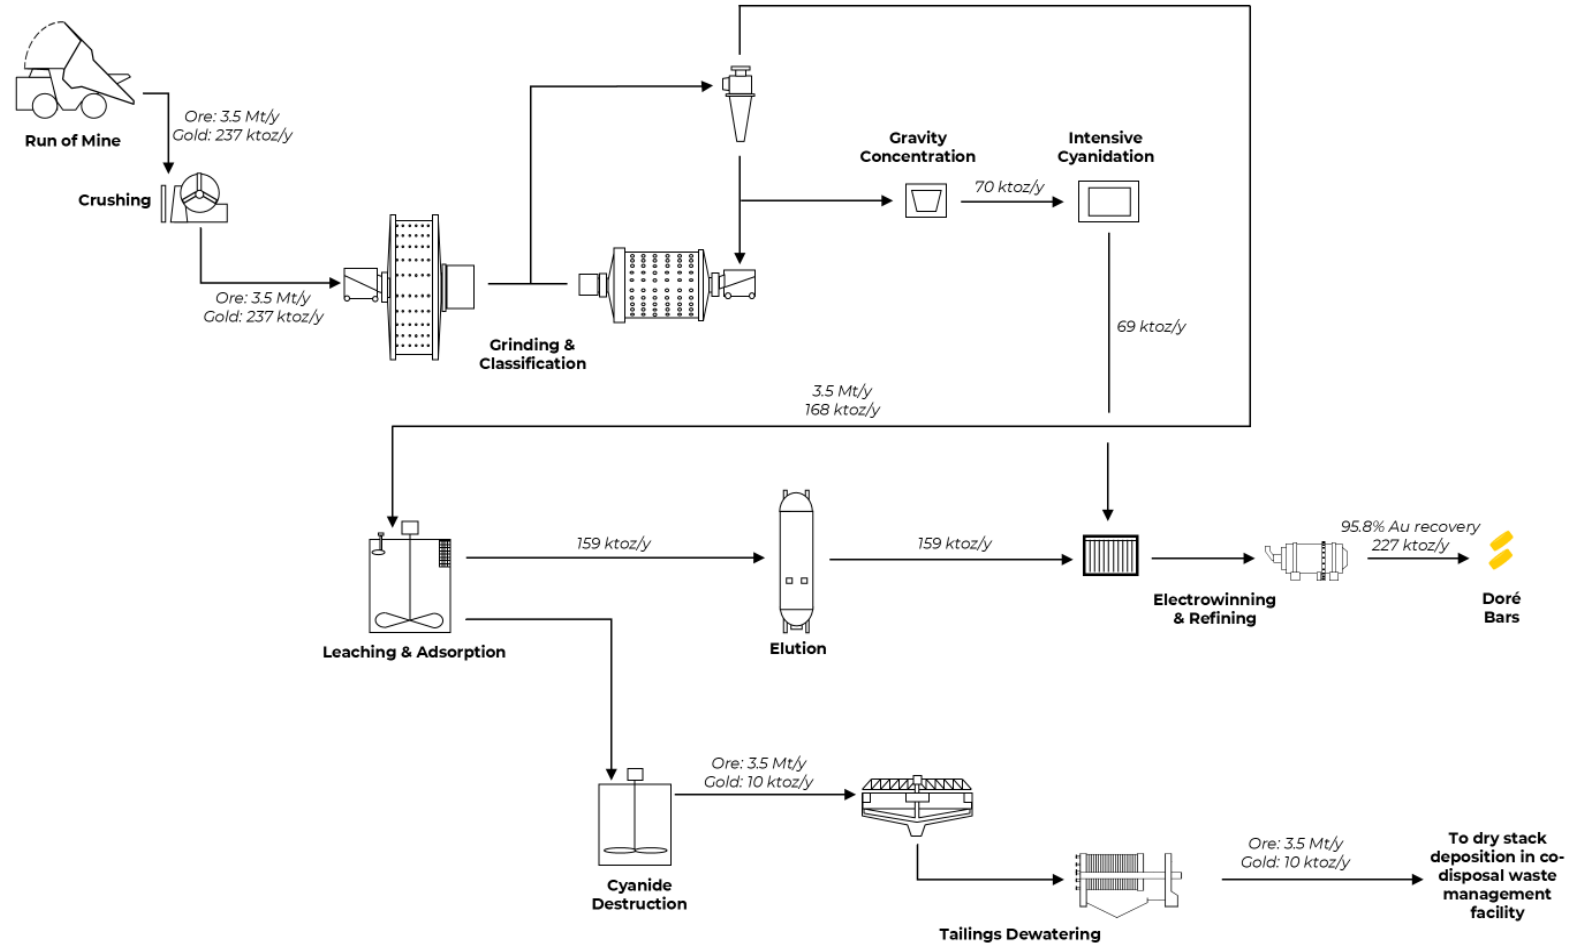 Run of Mine
Ore: 3.5 Mt/y
Gold: 237 ktoz/y
Crushing
Ore: 3.5 Mt/y
Gold: 237 ktoz/y
Grinding &
Classification
Gravity
Concentration
70 ktoz/y
Intensive
Cyanidation
69 ktoz/y
3.5 Mt/y
168 ktoz/y
Leaching & Adsorption
159 ktoz/y
Elution
159 ktoz/y
Electrowinning
& Refining
95.8% Au recovery
227 ktoz/y
Doré
Bars
Cyanide
Destruction
Ore: 3.5 Mt/y
Gold: 10 ktoz/y
Tailings Dewatering
Ore: 3.5 Mt/y
Gold: 10 ktoz/y
To dry stack
deposition in co-
disposal waste
management
facility